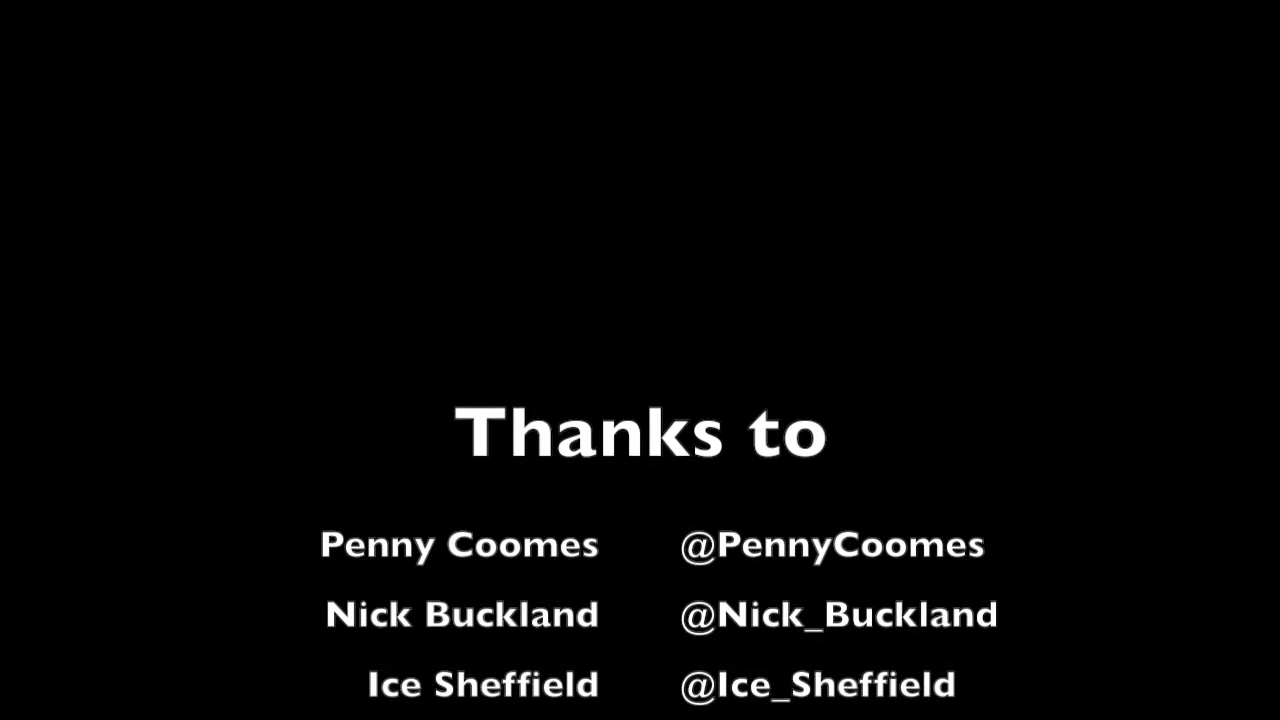 Thanks to
Penny Coomes @PennyCoomes
Nick Buckland @Nick_Buckland
Ice Sheffield @Ice_Sheffield